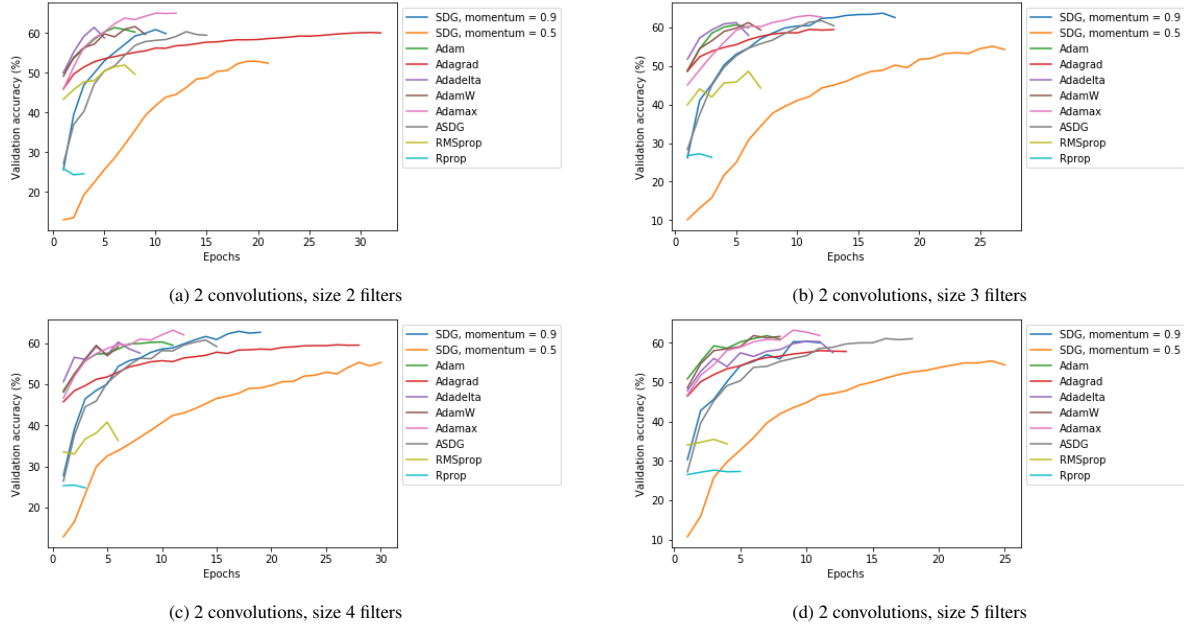 60
50
40
30
20
Validation accuracy (%)
0
5
10
15
20
25
30
Epochs
SDG, momentum = 0.9
SDG, momentum = 0.5
Adam
Adagrad
Adadelta
AdamW
Adamax
ASDG
RMSprop
Rprop
(a) 2 convolutions, size 2 filters
60
50
40
30
20
10
Validation accuracy (%)
0
5
10
15
20
25
Epochs
SDG, momentum = 0.9
SDG, momentum = 0.5
Adam
Adagrad
Adadelta
AdamW
Adamax
ASDG
RMSprop
Rprop
(b) 2 convolutions, size 3 filters
60
50
40
30
20
Validation accuracy (%)
0
5
10
15
20
25
30
Epochs
SDG, momentum = 0.9
SDG, momentum = 0.5
Adam
Adagrad
Adadelta
AdamW
Adamax
ASDG
RMSprop
Rprop
(c) 2 convolutions, size 4 filters
60
50
40
30
20
10
Validation accuracy (%)
0
5
10
15
20
25
Epochs
SDG, momentum = 0.9
SDG, momentum = 0.5
Adam
Adagrad
Adadelta
AdamW
Adamax
ASDG
RMSprop
Rprop
(d) 2 convolutions, size 5 filters